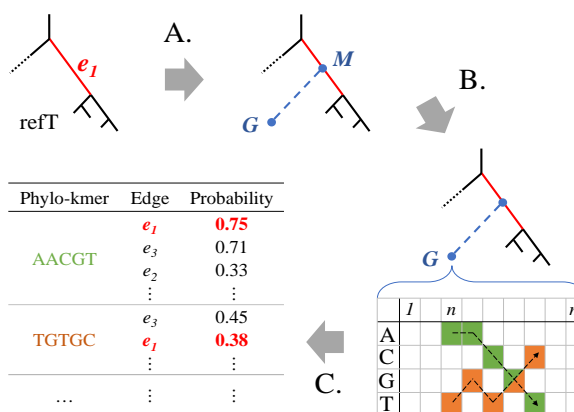 A.
e1
M
G
refT
B.
Phylo-kmer Edge Probability
e1 0.75
e3 0.71
AACGT
e2 0.33
⋮ ⋮
e3 0.45
TGTGC e1 0.38
⋮ ⋮
... ⋮ ⋮
G
1 n
A
C
G
T
C.